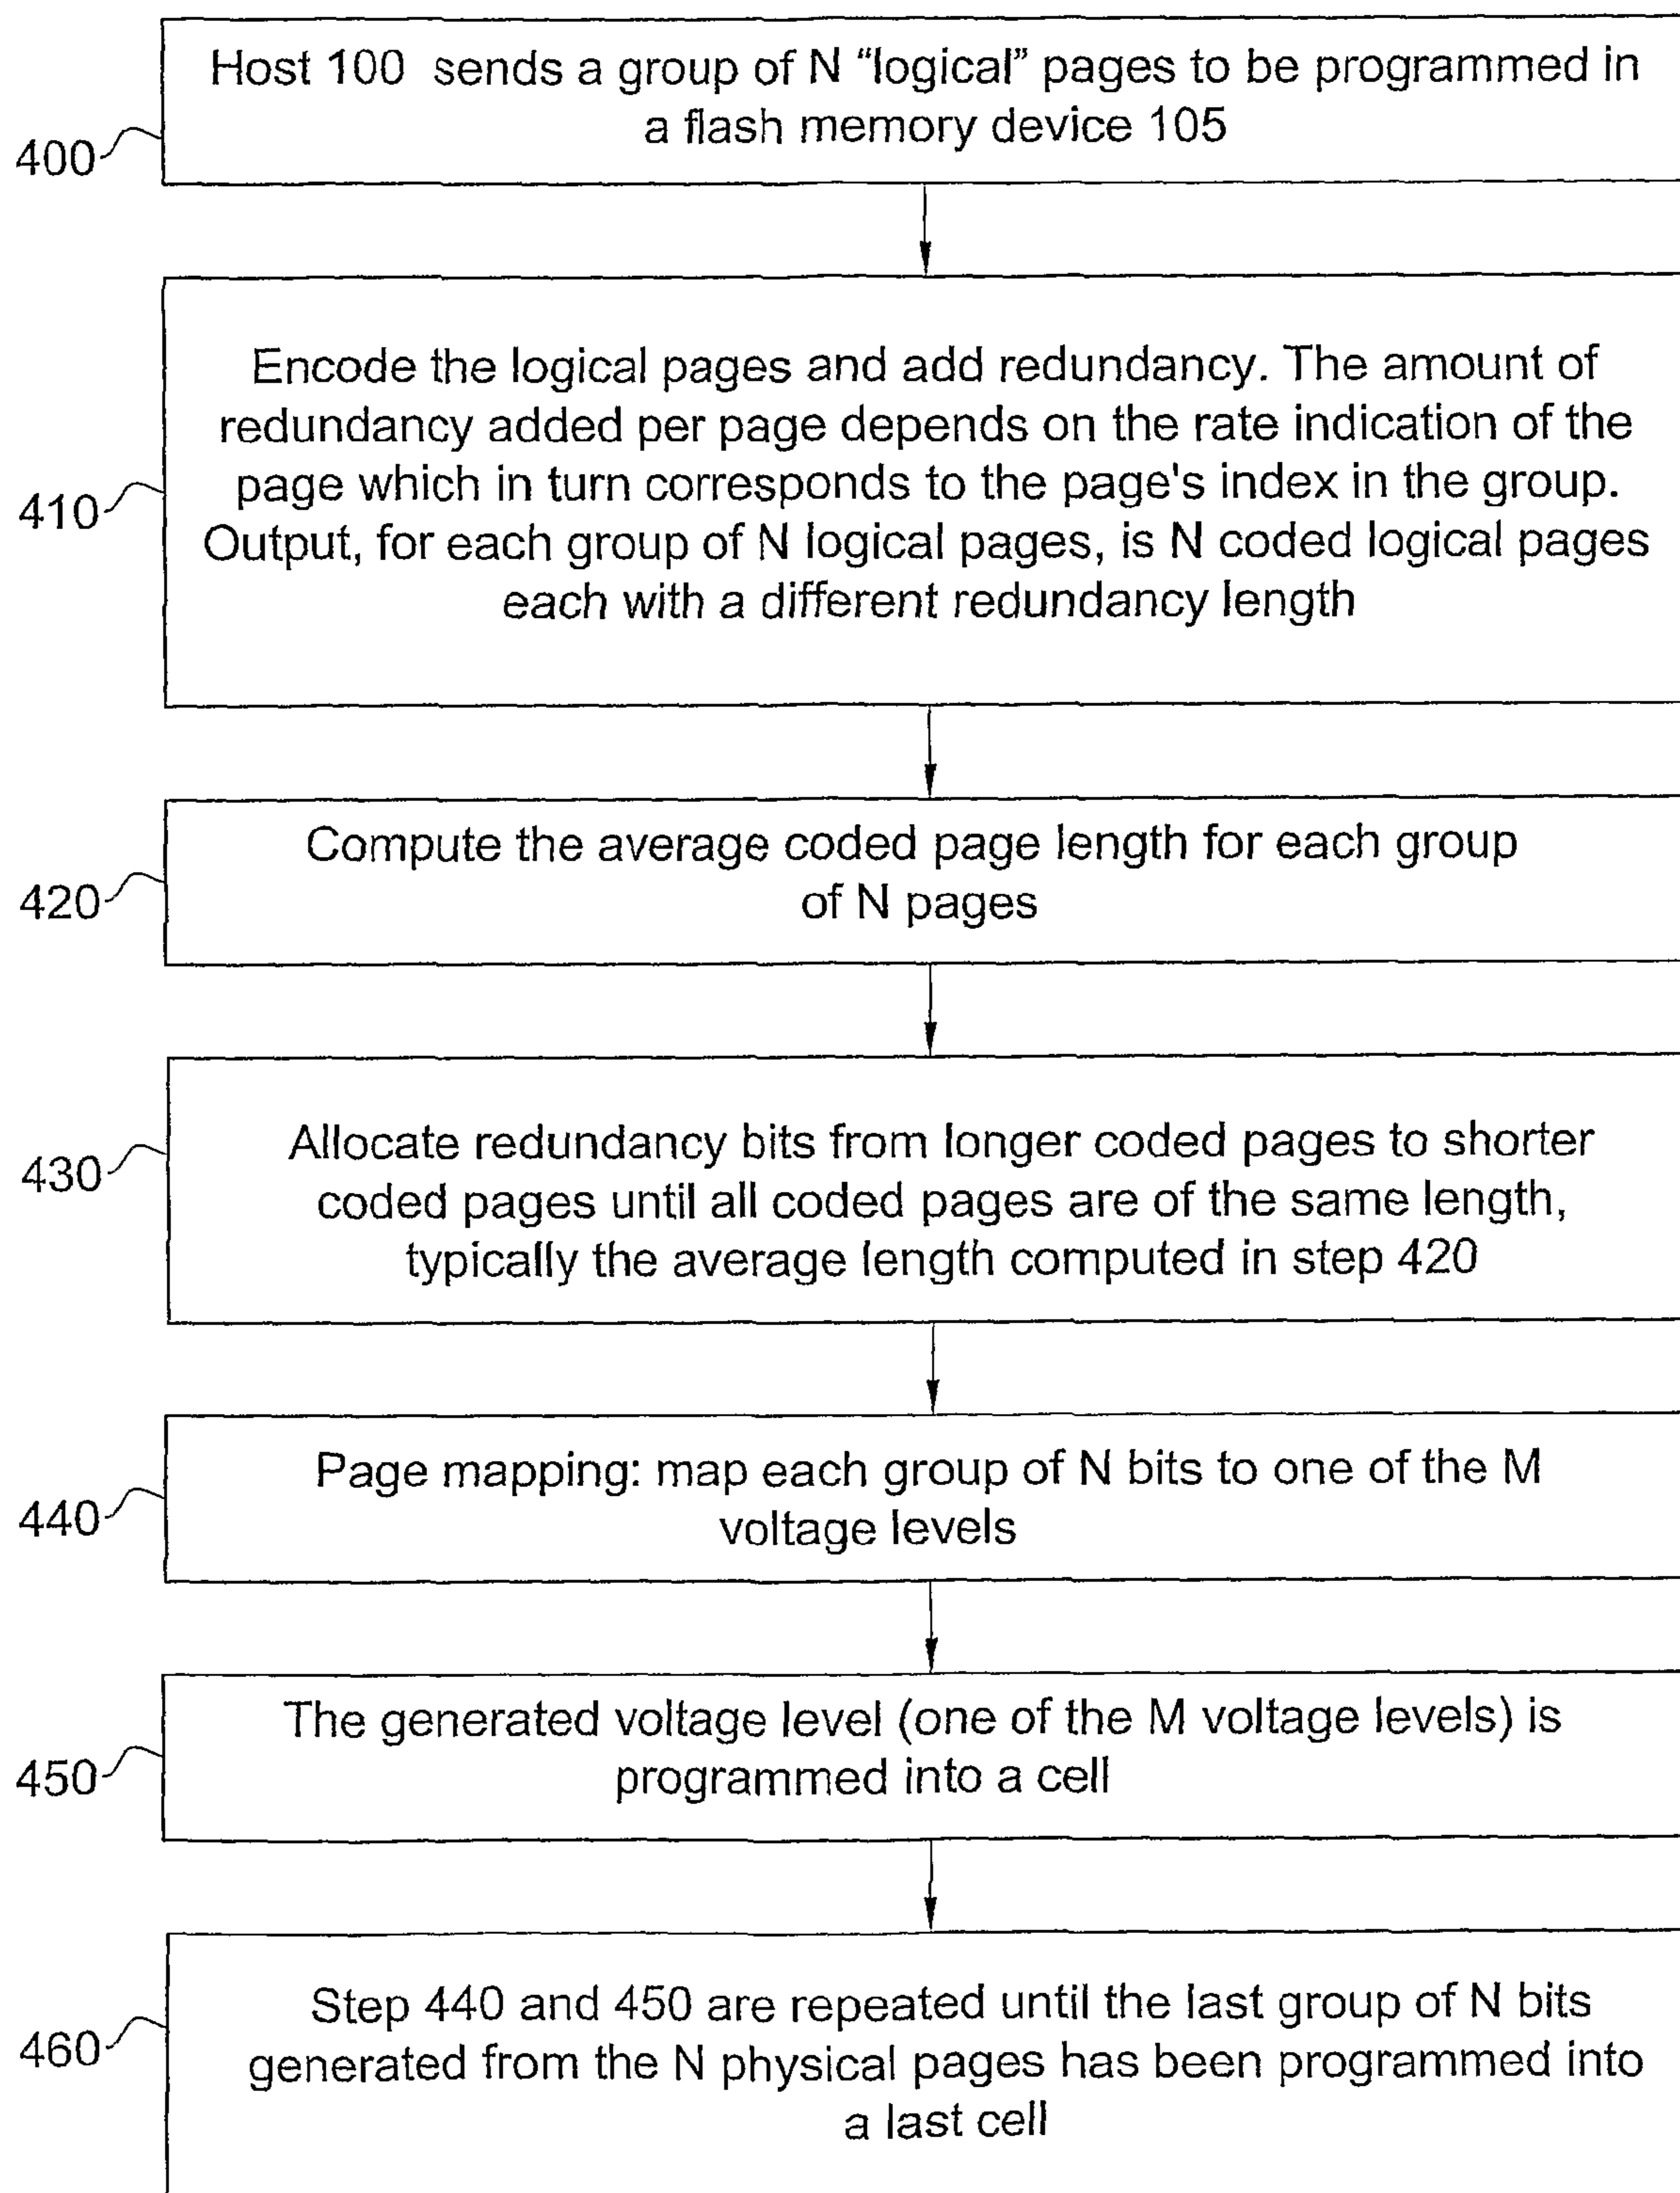 Host 100 sends a group of N “logical” pages to be programmed in
a flash memory device 105
400
Encode the logical pages and add redundancy. The amount of
redundancy added per page depends on the rate indication of the
page which in turn corresponds to the page's index in the group.
Output, for each group of N logical pages, is N coded logical pages
each with a different redundancy length
410
Compute the average coded page length for each group
of N pages
420
Allocate redundancy bits from longer coded pages to shorter
coded pages until all coded pages are of the same length,
typically the average length computed in step 420
430
Page mapping: map each group of N bits to one of the M
voltage levels
440
The generated voltage level (one of the M voltage levels) is
programmed into a cell
450
Step 440 and 450 are repeated until the last group of N bits
generated from the N physical pages has been programmed into
a last cell
460